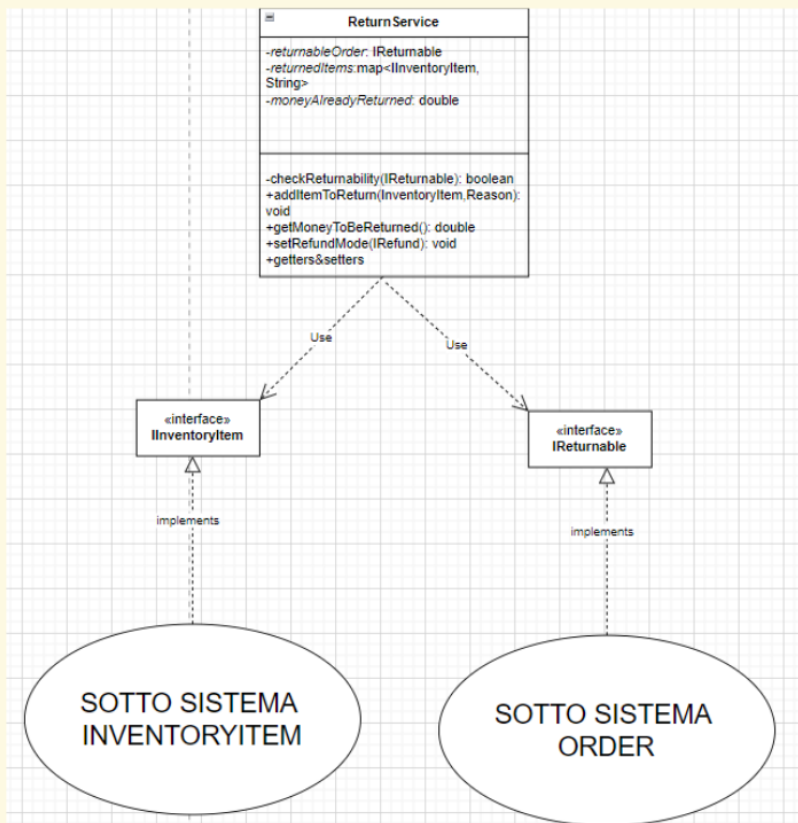 ReturnService
-returnableOrder: IReturnable
-returnedItems:map<IInventoryItem,
String>
-moneyAlreadyReturned: double
-checkReturnability(IReturnable): boolean
+addItemToReturn(InventoryItem,Reason):
void
+getMoneyToBeReturned(): double
+setRefundMode(IRefund): void
+getters&setters
Use
Use
«interface»
IInventoryItem
«interface»
IReturnable
implements
implements
SOTTO SISTEMA
INVENTORYITEM
SOTTO SISTEMA
ORDER